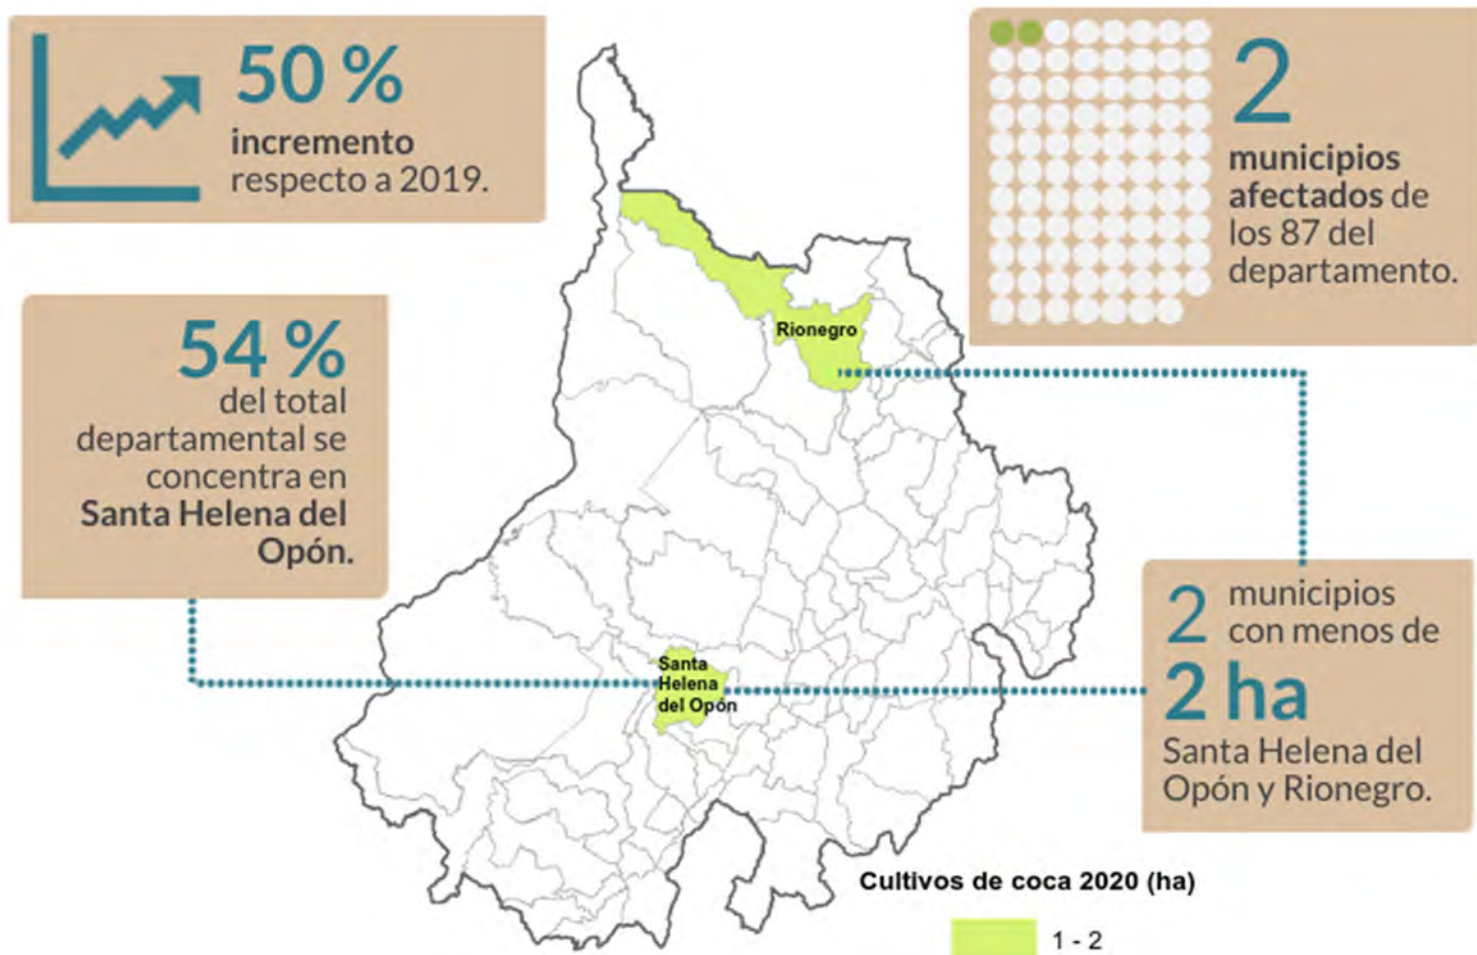 50 %
incremento
respecto a 2019.
2
municipios
afectados de
los 87 del
departamento.
54 %
del total
departamental se
concentra en
Santa Helena del
Opón.
Rionegro
Santa
Helena
del Opón
2 municipios
con menos de
2 ha
Santa Helena del
Opón y Rionegro.
Cultivos de coca 2020 (ha)
1 - 2